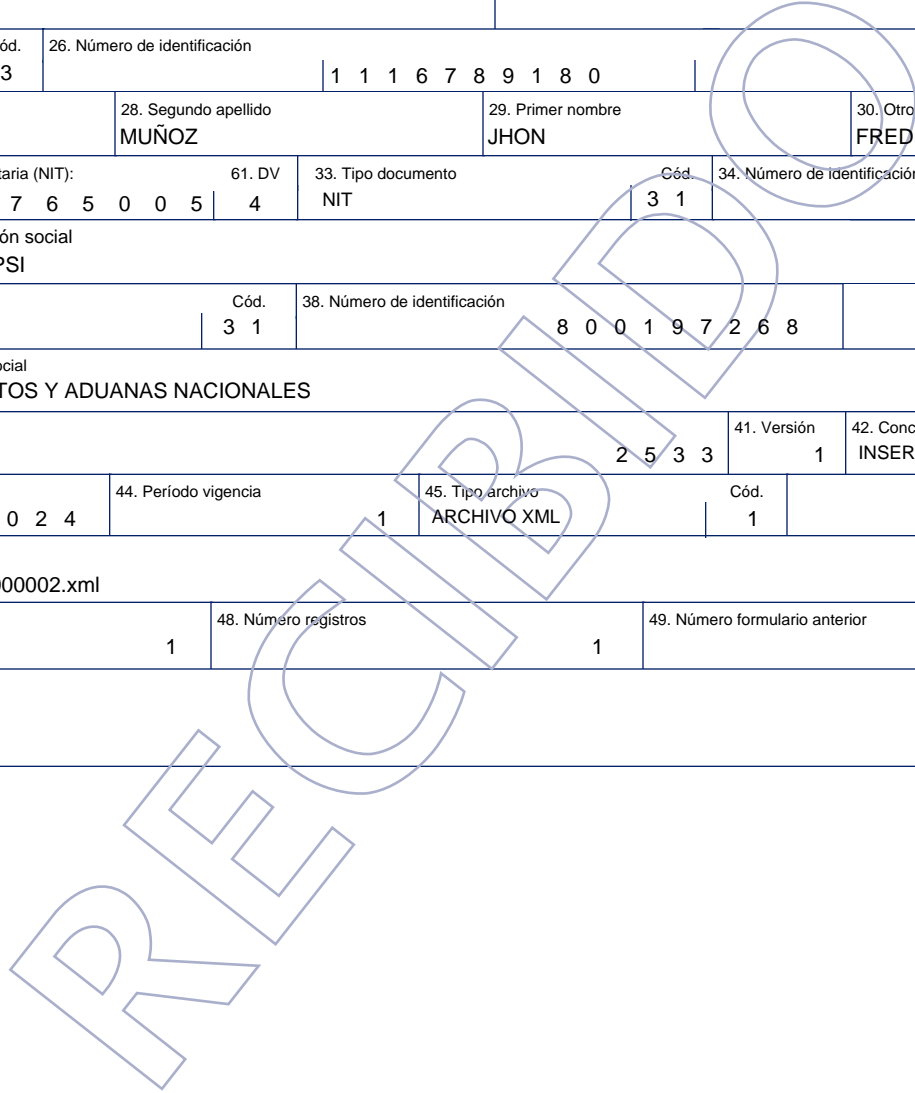 ód. 26. Número de identificación
3 1 1 1 6 7 8 9 1 8 0
28. Segundo apellido 29. Primer nombre 30. Otro
MUÑOZ JHON FRED
taria (NIT): 61. DV 33. Tipo documento Cód. 34. Número de identificación
7 6 5 0 0 5 4 NIT 3 1
ón social
PSI
Cód. 38. Número de identificación
3 1 8 0 0 1 9 7 2 6 8
ocial
TOS Y ADUANAS NACIONALES
41. Versión 42. Conc
2 5 3 3 1 INSER
44. Período vigencia 45. Tipo archivo Cód.
0 2 4 1 ARCHIVO XML 1
000002.xml
48. Número registros 49. Número formulario anterior
1 1
RECIBIDO